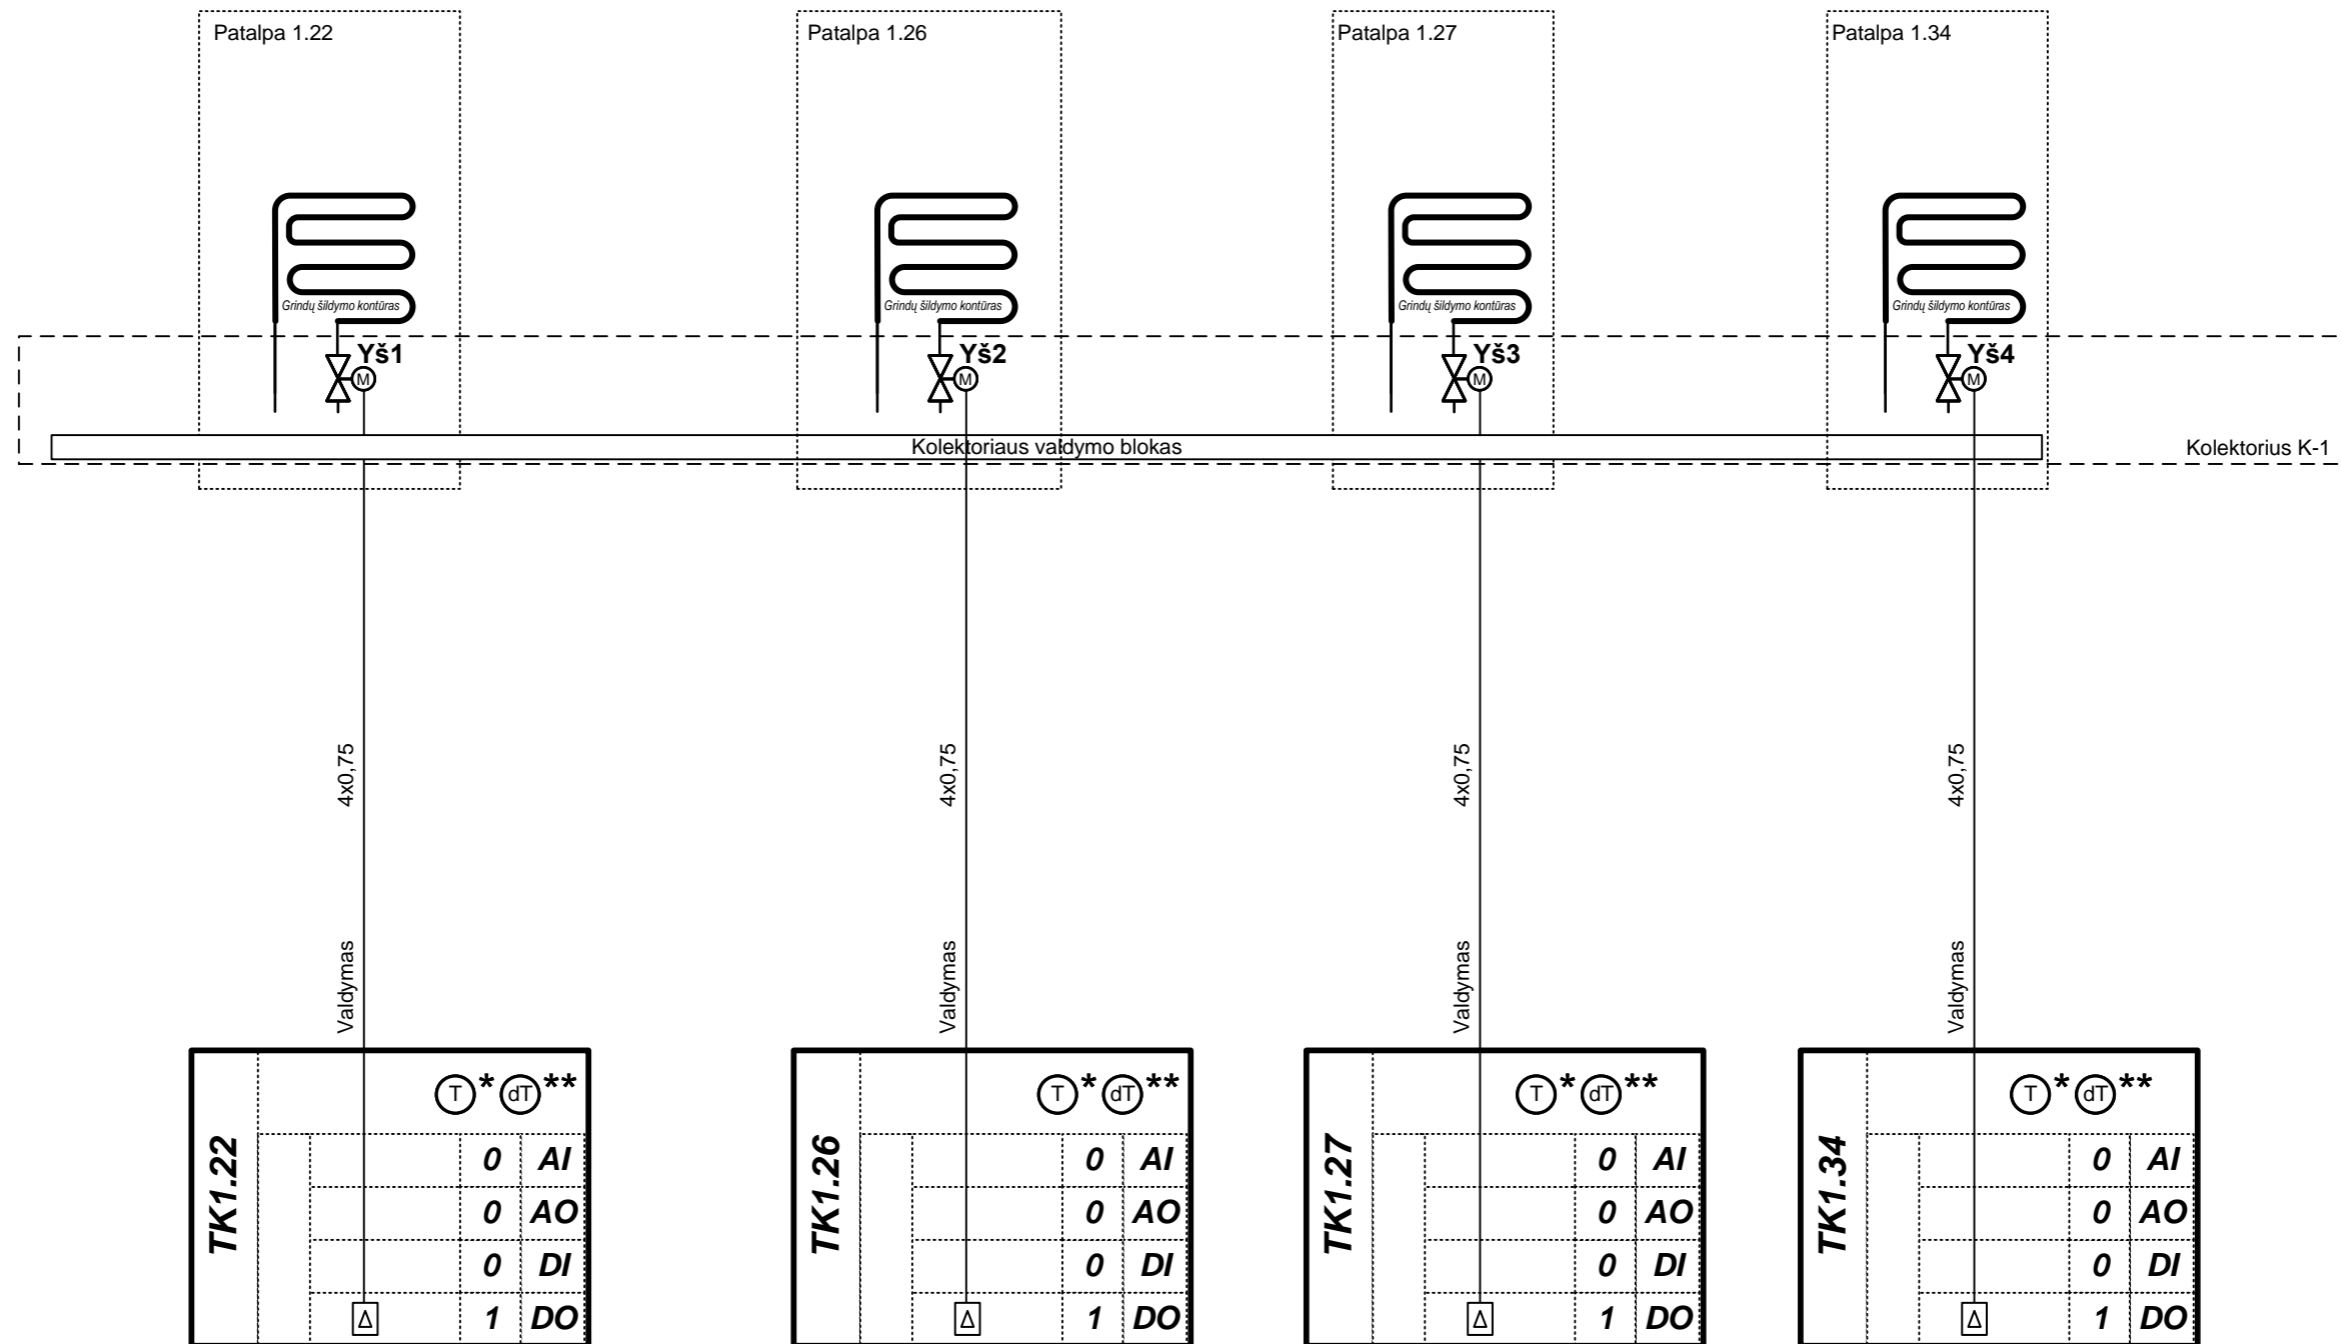 Patalpa 1.22
Patalpa 1.26
Patalpa 1.27
Patalpa 1.34
Grindų šildymo kontūras
Grindų šildymo kontūras
Grindų šildymo kontūras
Grindų šildymo kontūras
Yš1
Yš2
Yš3
Yš4
M
M
M
M
Kolektoriaus valdymo blokas
Kolektorius K-1
4x0,75
4x0,75
4x0,75
4x0,75
Valdymas
Valdymas
Valdymas
Valdymas
TK1.22
T * dT **
0 AI
0 AO
0 DI
Δ 1 DO
TK1.26
T * dT **
0 AI
0 AO
0 DI
Δ 1 DO
TK1.27
T * dT **
0 AI
0 AO
0 DI
Δ 1 DO
TK1.34
T * dT **
0 AI
0 AO
0 DI
Δ 1 DO